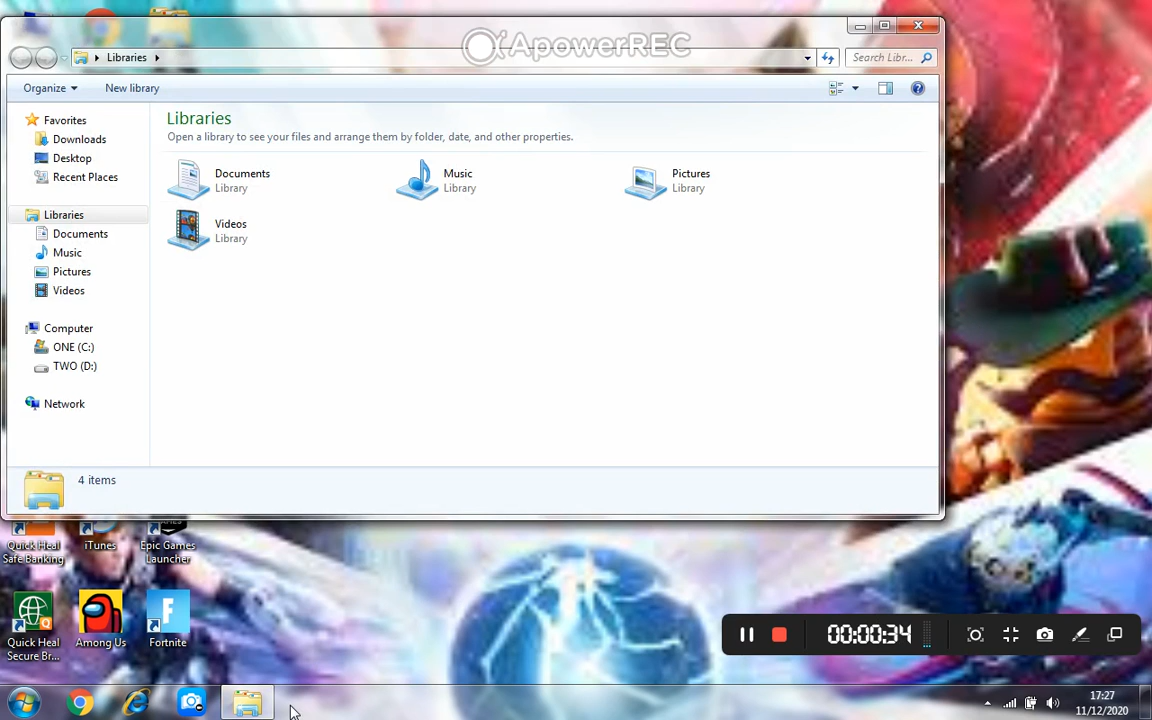 ApowerREC
Libraries
Search Libr...
Organize
New library
Favorites
Downloads
Desktop
Recent Places
Libraries
Documents
Music
Pictures
Videos
Computer
ONE (C:)
TWO (D:)
Network
Libraries
Open a library to see your files and arrange them by folder, date, and other properties.
Documents
Library
Music
Library
Pictures
Library
Videos
Library
4 items
Quick Heal
Safe Banking
iTunes
Epic Games
Launcher
Quick Heal
Secure Br...
Among Us
Fortnite
00:00:34
17:27
11/12/2020